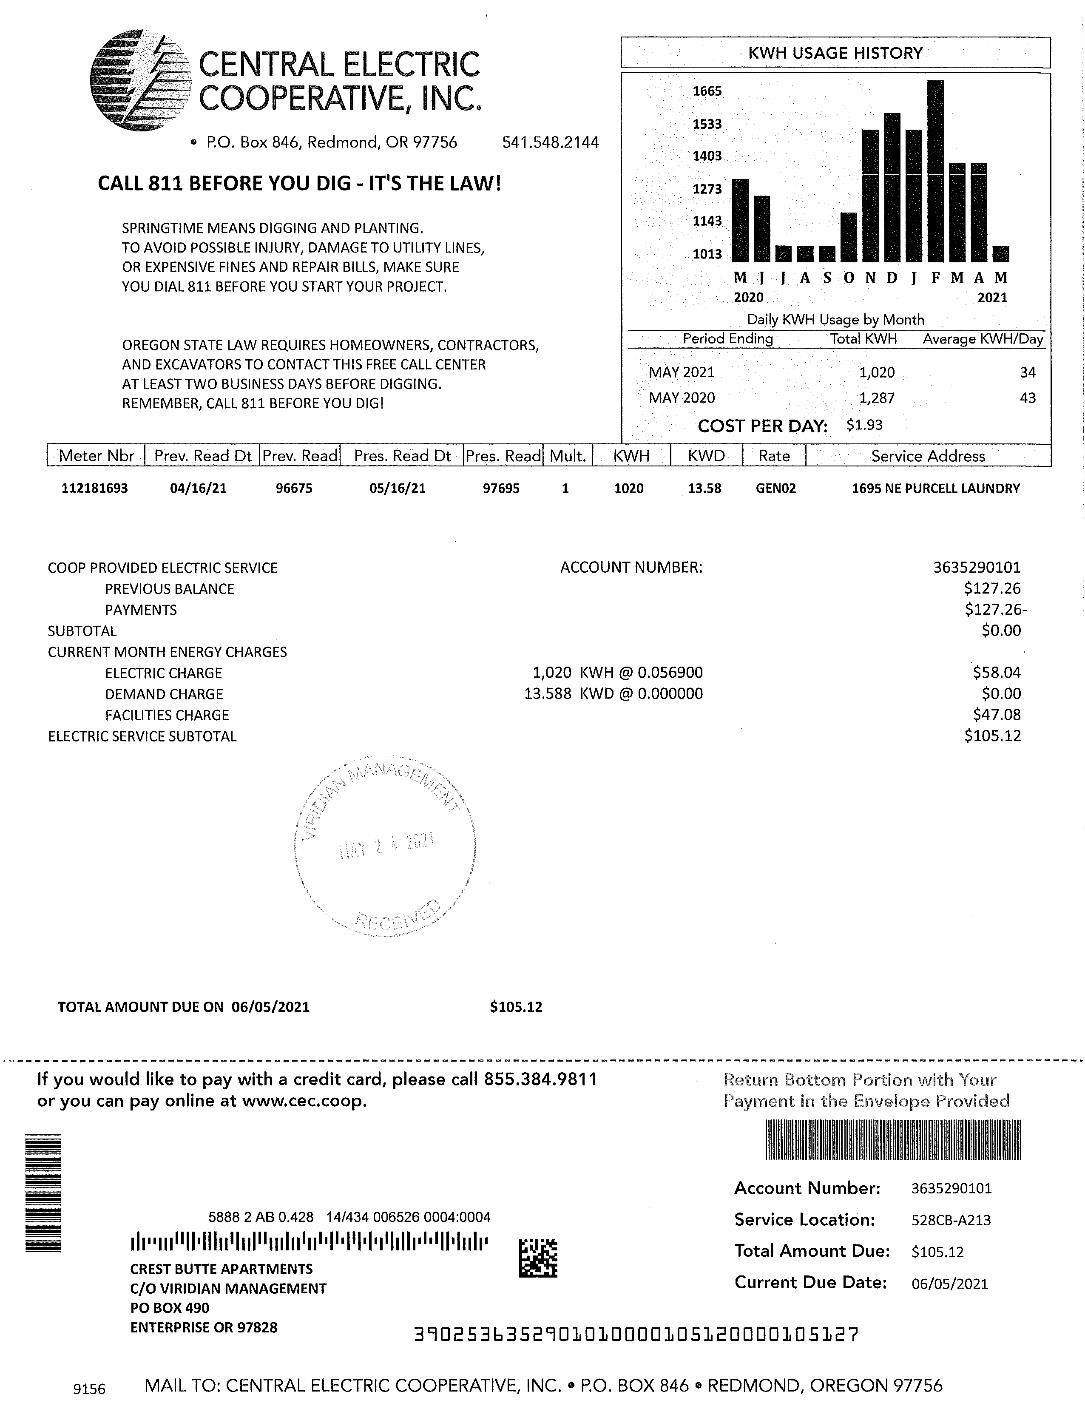 CENTRAL ELECTRIC
COOPERATIVE, INC.
• P.O. Box 846, Redmond, OR 97756 541.548.2144
CALL 811 BEFORE YOU DIG - IT'S THE LAW!
SPRINGTIME MEANS DIGGING AND PLANTING.
TO AVOID POSSIBLE INJURY, DAMAGE TO UTILITY LINES,
OR EXPENSIVE FINES AND REPAIR BILLS, MAKE SURE
YOU DIAL 811 BEFORE YOU START YOUR PROJECT.
OREGON STATE LAW REQUIRES HOMEOWNERS, CONTRACTORS,
AND EXCAVATORS TO CONTACT THIS FREE CALL CENTER
AT LEAST TWO BUSINESS DAYS BEFORE DIGGING.
REMEMBER, CALL 811 BEFORE YOU DIG!
KWH USAGE HISTORY
1665
1533
1403
1273
1143
1013
M J J A S O N D J F M A M
2020 2021
Daily KWH Usage by Month
Period Ending Total KWH Average KWH/Day
MAY 2021 1,020 34
MAY 2020 1,287 43
COST PER DAY: $1.93
Meter Nbr Prev. Read Dt Prev. Read Pres. Read Dt Pres. Read Mult. KWH KWD Rate Service Address
112181693 04/16/21 96675 05/16/21 97695 1 1020 13.58 GEN02 1695 NE PURCELL LAUNDRY
COOP PROVIDED ELECTRIC SERVICE ACCOUNT NUMBER: 3635290101
PREVIOUS BALANCE $127.26
PAYMENTS $127.26-
SUBTOTAL $0.00
CURRENT MONTH ENERGY CHARGES
ELECTRIC CHARGE 1,020 KWH @ 0.056900 $58.04
DEMAND CHARGE 13.588 KWD @ 0.000000 $0.00
FACILITIES CHARGE $47.08
ELECTRIC SERVICE SUBTOTAL $105.12
VIRIDIAN MANAGEMENT
MAY 2 2021
RECEIVED
TOTAL AMOUNT DUE ON 06/05/2021 $105.12
If you would like to pay with a credit card, please call 855.384.9811
or you can pay online at www.cec.coop.
Return Bottom Portion with Your
Payment in the Envelope Provided
Account Number: 3635290101
Service Location: 528CB-A213
Total Amount Due: $105.12
Current Due Date: 06/05/2021
5888 2 AB 0.428 14/434 006526 0004:0004
CREST BUTTE APARTMENTS
C/O VIRIDIAN MANAGEMENT
PO BOX 490
ENTERPRISE OR 97828
390253635290101000010512000010512​7
9156 MAIL TO: CENTRAL ELECTRIC COOPERATIVE, INC. • P.O. BOX 846 • REDMOND, OREGON 97756